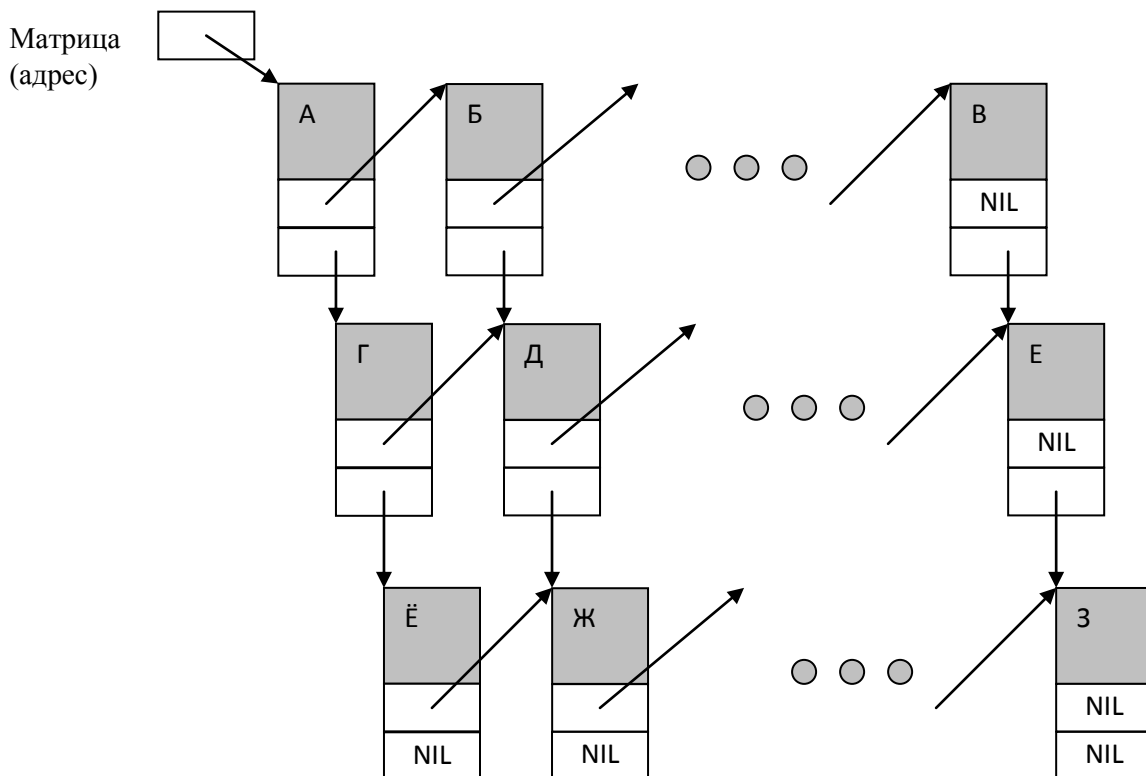 Матрица
(адрес)
А Б В
NIL
Г Д Е
NIL
Ё Ж З
NIL
NIL NIL NIL